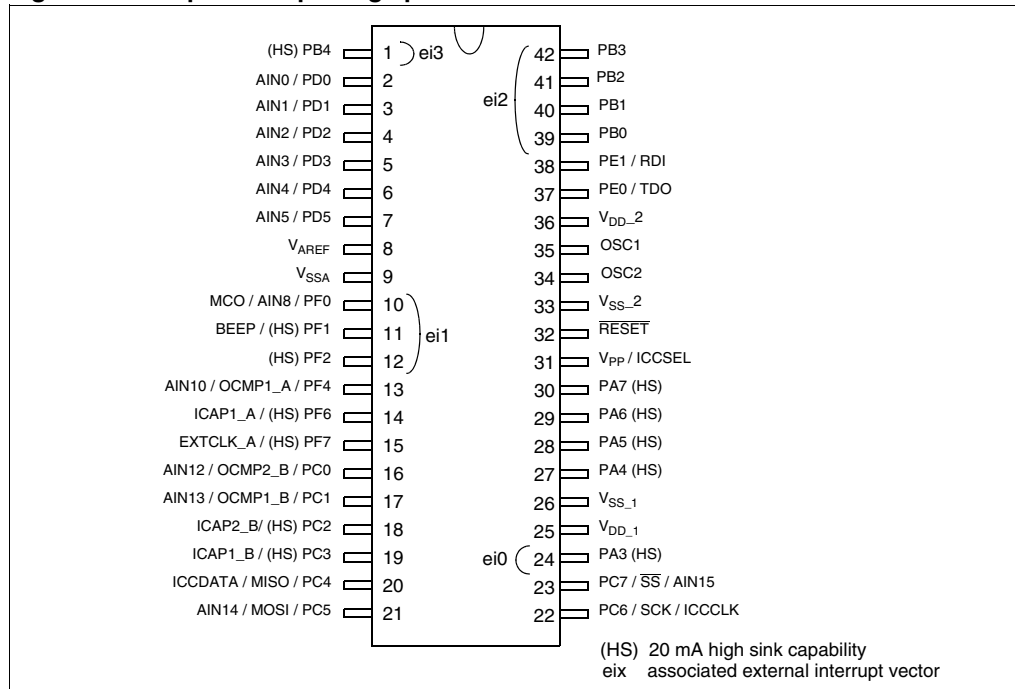 (HS) PB4 1 ei3 42 PB3
AIN0 / PD0 2 41 PB2
AIN1 / PD1 3 ei2 40 PB1
AIN2 / PD2 4 39 PB0
AIN3 / PD3 5 38 PE1 / RDI
AIN4 / PD4 6 37 PE0 / TDO
AIN5 / PD5 7 36 VDD_2
VAREF 8 35 OSC1
VSSA 9 34 OSC2
MCO / AIN8 / PF0 10 33 VSS_2
BEEP / (HS) PF1 11 ei1 32 RESET
(HS) PF2 12 31 VPP / ICCSEL
AIN10 / OCMP1_A / PF4 13 30 PA7 (HS)
ICAP1_A / (HS) PF6 14 29 PA6 (HS)
EXTCLK_A / (HS) PF7 15 28 PA5 (HS)
AIN12 / OCMP2_B / PC0 16 27 PA4 (HS)
AIN13 / OCMP1_B / PC1 17 26 VSS_1
ICAP2_B/ (HS) PC2 18 25 VDD_1
ICAP1_B / (HS) PC3 19 ei0 24 PA3 (HS)
ICCDATA / MISO / PC4 20 23 PC7 / SS / AIN15
AIN14 / MOSI / PC5 21 22 PC6 / SCK / ICCCLK
(HS) 20 mA high sink capability
eix associated external interrupt vector